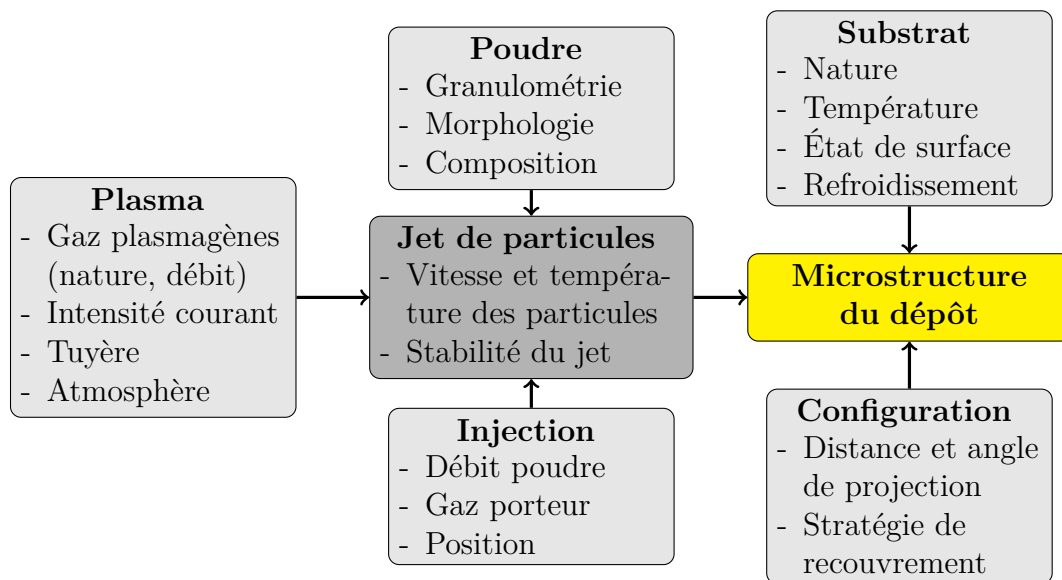 Plasma
- Gaz plasmagènes
(nature, débit)
- Intensité courant
- Tuyère
- Atmosphère
Poudre
- Granulométrie
- Morphologie
- Composition
Jet de particules
- Vitesse et tempéra-
ture des particules
- Stabilité du jet
Injection
- Débit poudre
- Gaz porteur
- Position
Substrat
- Nature
- Température
- État de surface
- Refroidissement
Microstructure
du dépôt
Configuration
- Distance et angle
de projection
- Stratégie de
recouvrement